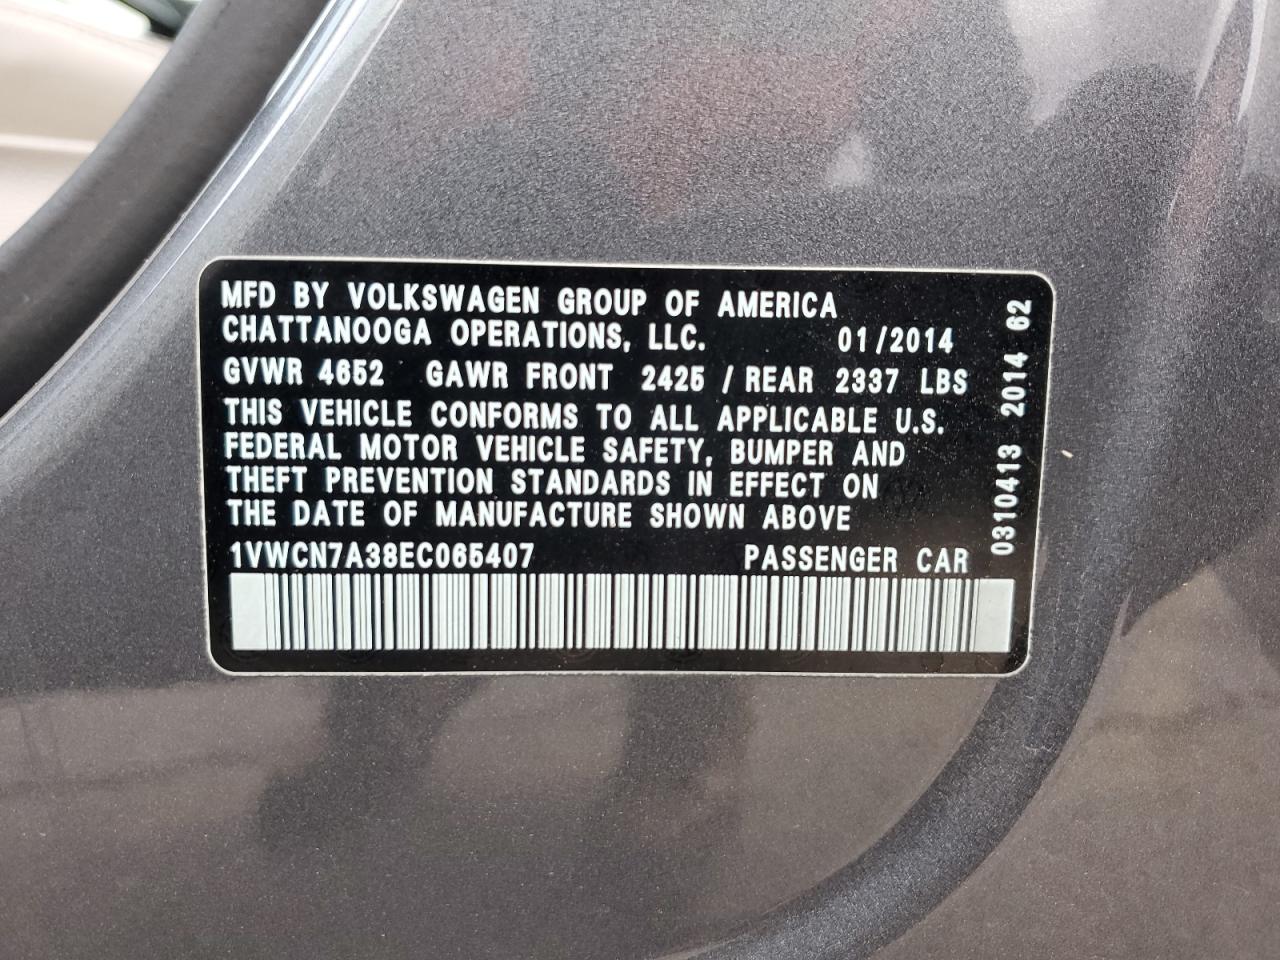 MFD BY VOLKSWAGEN GROUP OF AMERICA
CHATTANOOGA OPERATIONS, LLC. 01/2014
GVWR 4652 GAWR FRONT 2425 / REAR 2337 LBS
THIS VEHICLE CONFORMS TO ALL APPLICABLE U.S.
FEDERAL MOTOR VEHICLE SAFETY, BUMPER AND
THEFT PREVENTION STANDARDS IN EFFECT ON
THE DATE OF MANUFACTURE SHOWN ABOVE
1VWCN7A38EC065407 PASSENGER CAR
0310413 2014 62